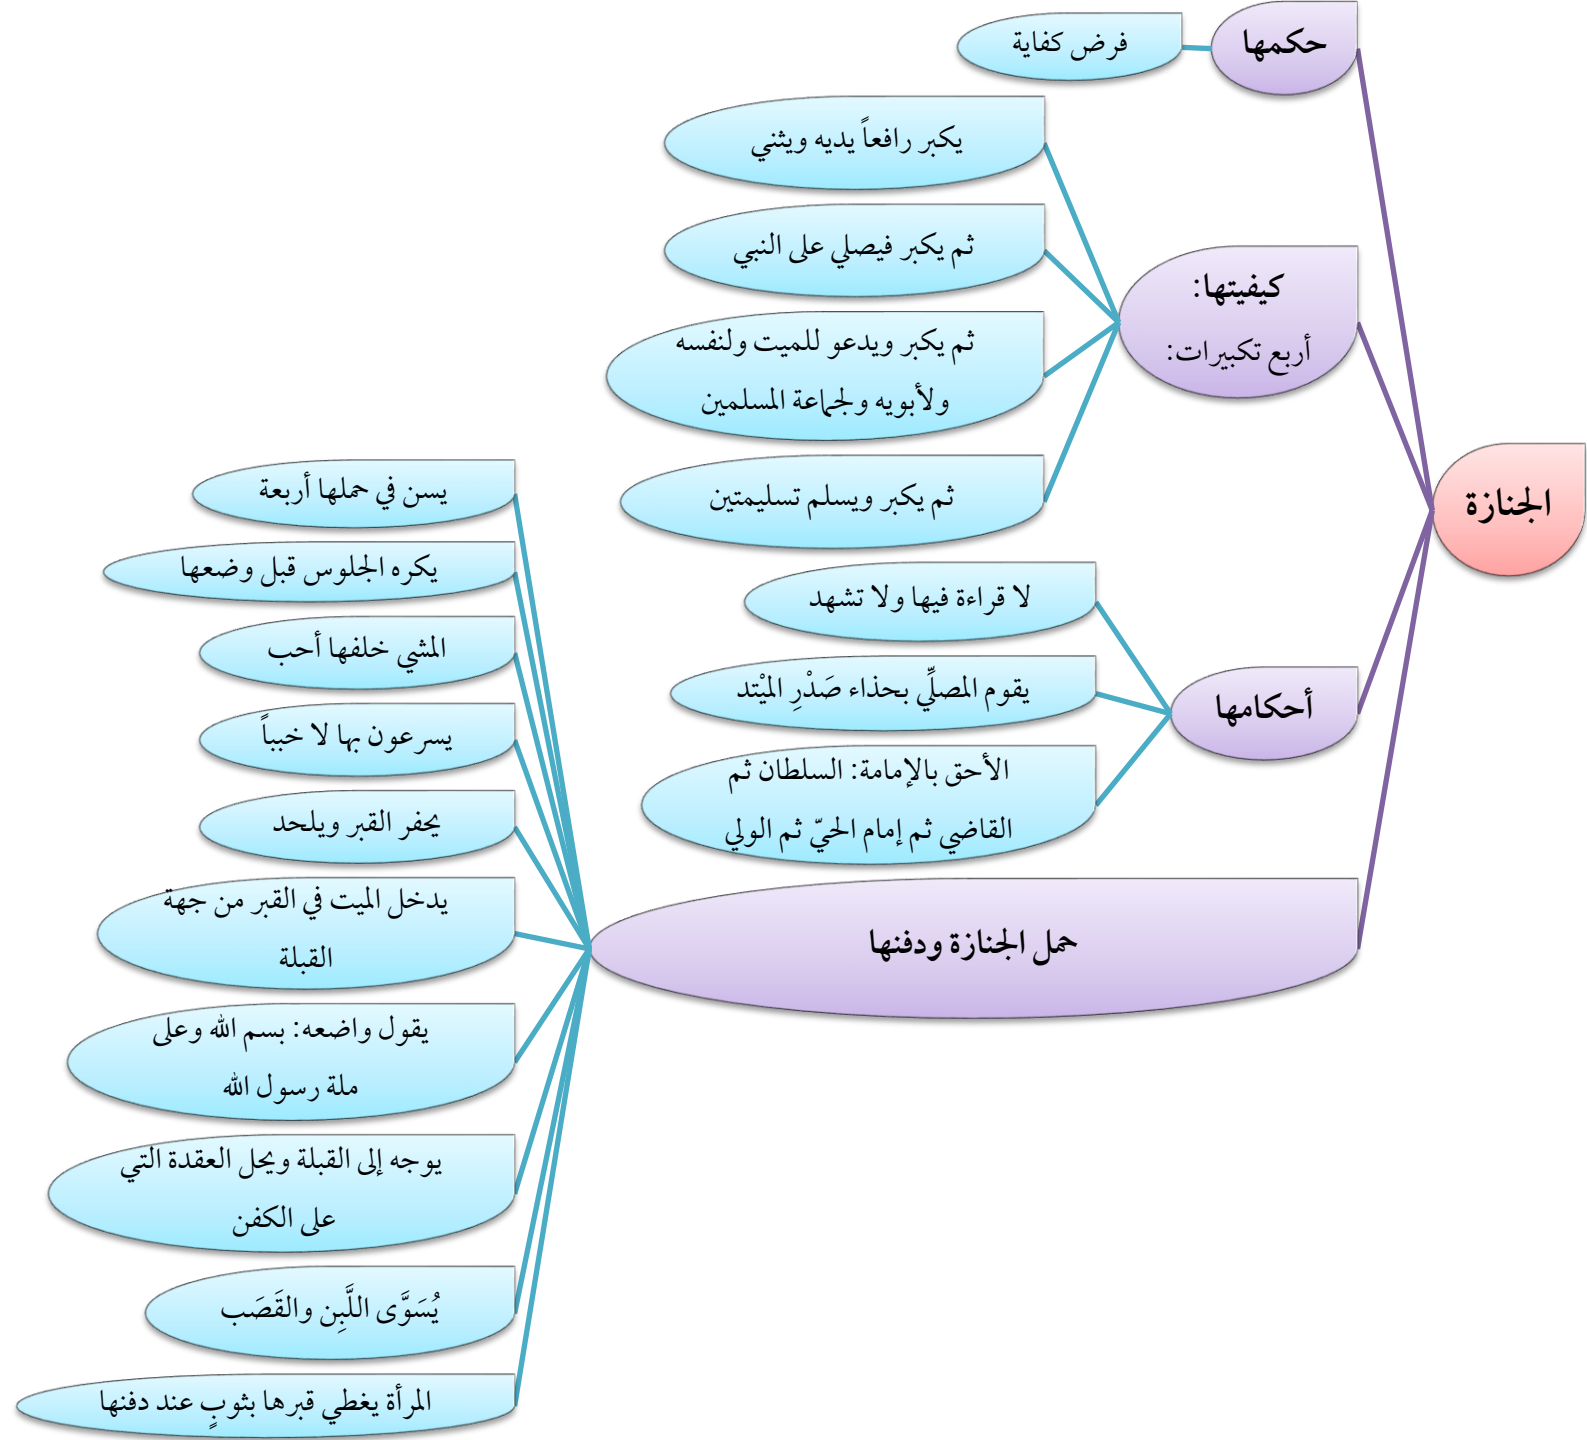 الجنازة
حكمها
فرض كفاية
كيفيتها:
أربع تكبيرات:
يكبر رافعاً يديه ويثني
ثم يكبر فيصلي على النبي
ثم يكبر ويدعو للميت ولنفسه
ولأبويه ولجماعة المسلمين
ثم يكبر ويسلم تسليمتين
أحكامها
لا قراءة فيها ولا تشهد
يقوم المصلِّي بحذاء صَدْرِ الميْتد
الأحق بالإمامة: السلطان ثم
القاضي ثم إمام الحيّ ثم الولي
حمل الجنازة ودفنها
يسن في حملها أربعة
يكره الجلوس قبل وضعها
المشي خلفها أحب
يسرعون بها لا خبباً
يحفر القبر ويلحد
يدخل الميت في القبر من جهة
القبلة
يقول واضعه: بسم الله وعلى
ملة رسول الله
يوجه إلى القبلة ويحل العقدة التي
على الكفن
يُسَوَّى اللَّبِن والقَصَب
المرأة يغطي قبرها بثوبٍ عند دفنها